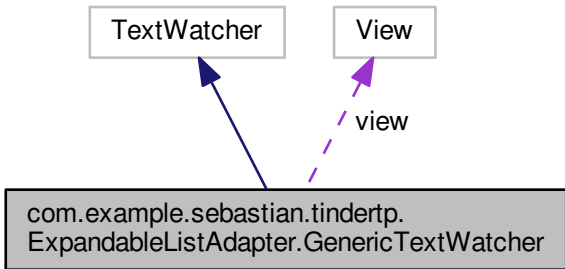 TextWatcher
View
view
com.example.sebastian.tindertp.
ExpandableListAdapter.GenericTextWatcher